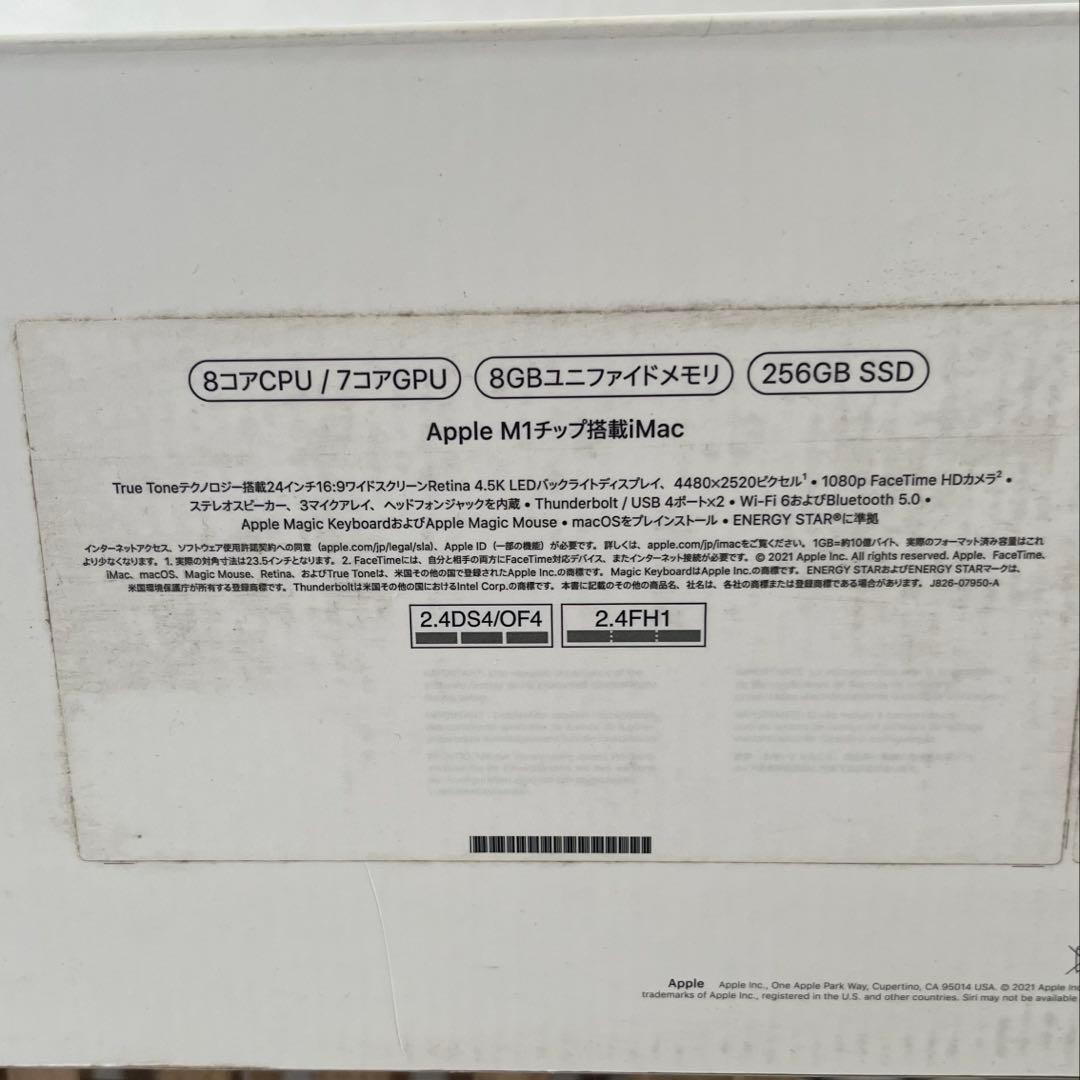 8コアCPU / 7コアGPU 8GBユニファイドメモリ 256GB SSD
Apple M1チップ搭載iMac
True Toneテクノロジー搭載24インチ16:9ワイドスクリーンRetina 4.5K LEDバックライトディスプレイ、4480×2520ピクセル¹ • 1080p FaceTime HDカメラ² •
ステレオスピーカー、3マイクアレイ、ヘッドフォンジャックを内蔵 • Thunderbolt / USB 4ポート×2 • Wi-Fi 6およびBluetooth 5.0 •
Apple Magic KeyboardおよびApple Magic Mouse • macOSをプレインストール • ENERGY STAR®に準拠
インターネットアクセス、ソフトウェア使用許諾契約への同意（apple.com/jp/legal/sla）、Apple ID（一部の機能）が必要です。詳しくは、apple.com/jp/imacをご覧ください。1GB=約10億バイト、実際のフォーマット済み容量はこれ
より少なくなります。1. 実際の対角寸法は23.5インチとなります。2. FaceTimeには、自分と相手の両方にFaceTime対応デバイス、またインターネット接続が必要です。© 2021 Apple Inc. All rights reserved. Apple、FaceTime、
iMac、macOS、Magic Mouse、Retina、およびTrue Toneは、米国その他の国で登録されたApple Inc.の商標です。Magic KeyboardはApple Inc.の商標です。ENERGY STARおよびENERGY STARマークは、
米国環境保護庁が所有する登録商標です。Thunderboltは米国その他の国におけるIntel Corp.の商標です。本書に記載のその他の商品名、社名は、各社の商標または登録商標である場合があります。J826-07950-A
2.4DS4/OF4 2.4FH1
Apple Apple Inc., One Apple Park Way, Cupertino, CA 95014 USA. © 2021 Apple Inc
trademarks of Apple Inc., registered in the U.S. and other countries. Siri may not be available